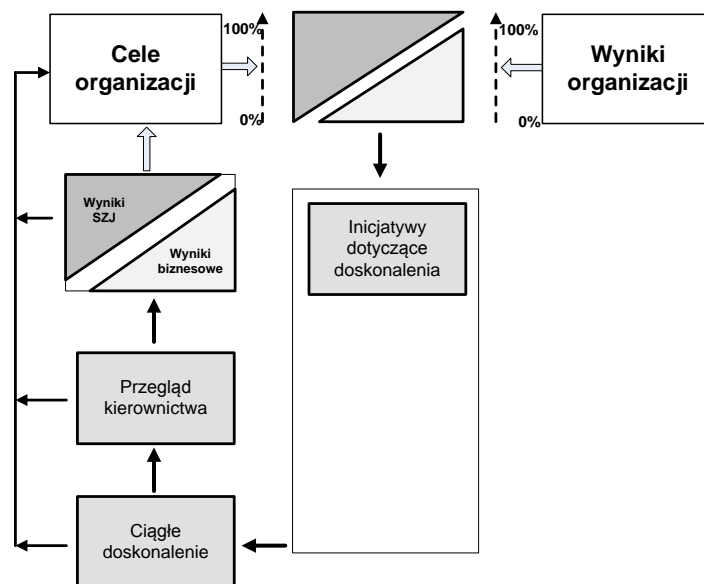 100%
Cele
organizacji
0%
100%
0%
Wyniki
organizacji
Wyniki
SZJ
Wyniki
biznesowe
Inicjatywy
dotyczące
doskonalenia
Przegląd
kierownictwa
Ciągłe
doskonalenie